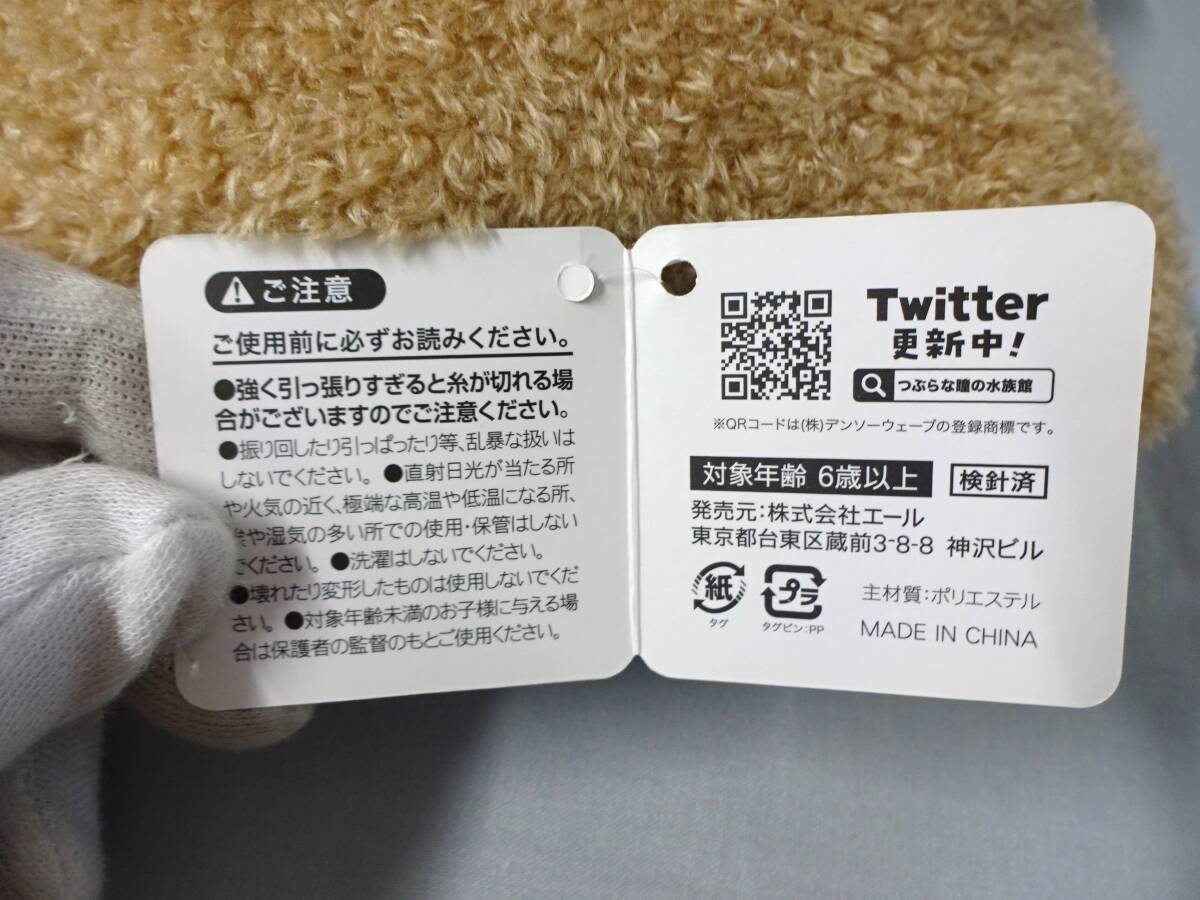 ご注意
ご使用前に必ずお読みください。
●強く引っ張りすぎると糸が切れる場
合がございますのでご注意ください。
●振り回したり引っぱったり等、乱暴な扱いは
しないでください。●直射日光が当たる所
や火気の近く、極端な高温や低温になる所、
や湿気の多い所での使用・保管はしない
でください。●洗濯はしないでください。
●壊れたり変形したものは使用しないでくだ
さい。●対象年齢未満のお子様に与える場
合は保護者の監督のもとご使用ください。
Twitter
更新中!
つぶらな瞳の水族館
※QRコードは(株)デンソーウェーブの登録商標です。
対象年齢 6歳以上 検針済
発売元:株式会社エール
東京都台東区蔵前3-8-8 神沢ビル
紙 プラ 主材質:ポリエステル
タグ タグピン:PP MADE IN CHINA